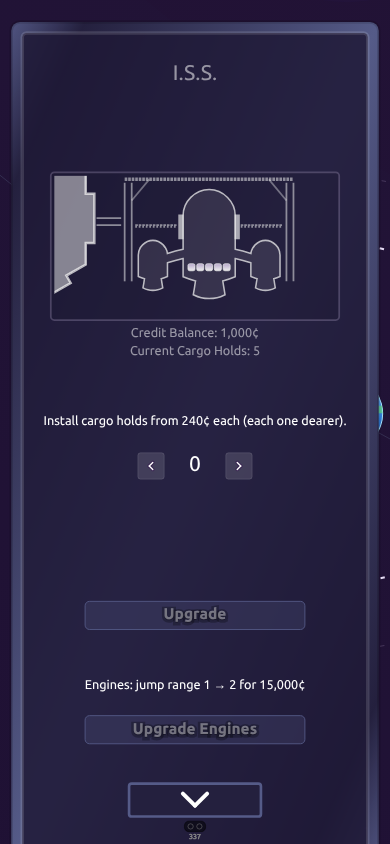 I.S.S.
Credit Balance: 1,000¢
Current Cargo Holds: 5
Install cargo holds from 240¢ each (each one dearer).
< 0 >
Upgrade
Engines: jump range 1 → 2 for 15,000¢
Upgrade Engines
337